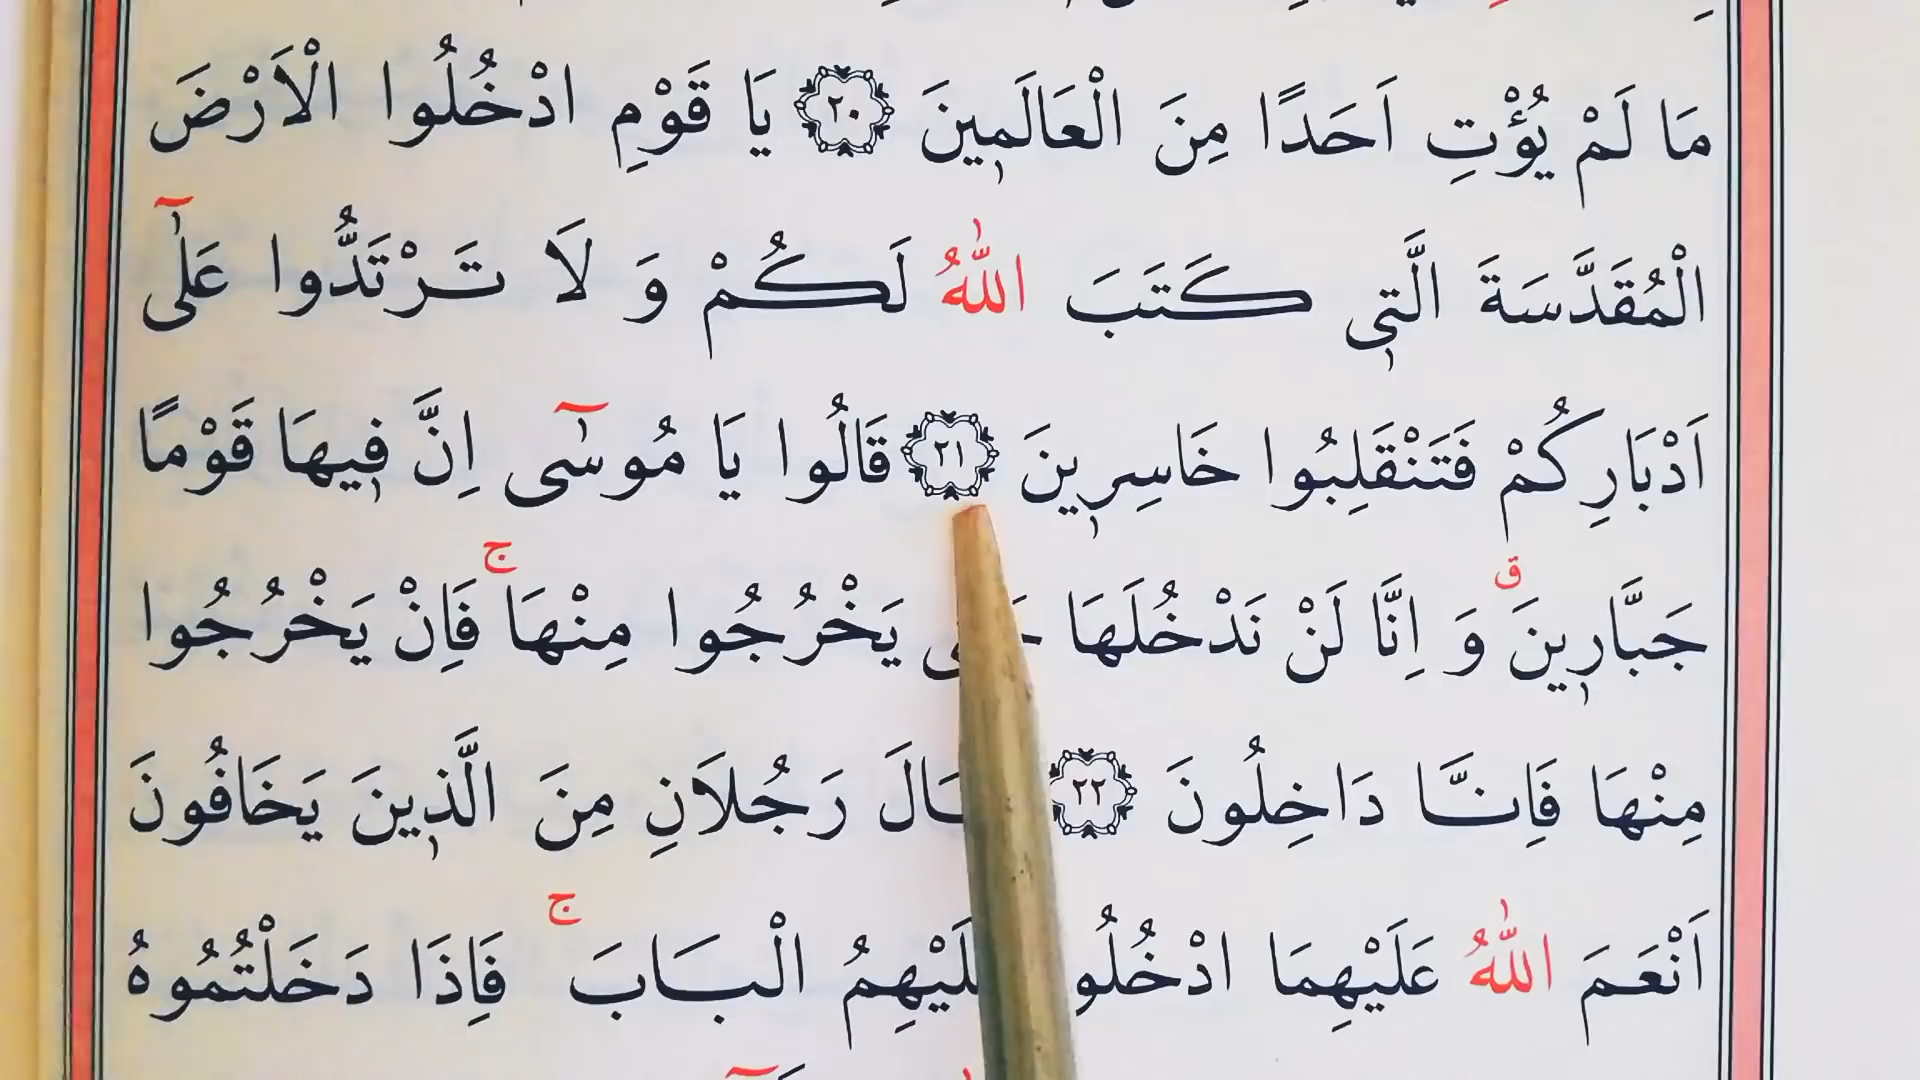 مَا لَمْ يُؤْتِ اَحَدًا مِنَ الْعَالَمٖينَ ٢٠ يَا قَوْمِ ادْخُلُوا الْاَرْضَ
الْمُقَدَّسَةَ الَّتٖى كَتَبَ اللّٰهُ لَكُمْ وَ لَا تَرْتَدُّوا عَلٰٓى
اَدْبَارِكُمْ فَتَنْقَلِبُوا خَاسِرٖينَ ٢١ قَالُوا يَا مُوسٰٓى اِنَّ فٖيهَا قَوْمًا
جَبَّارٖينَ ق وَ اِنَّا لَنْ نَدْخُلَهَا يَخْرُجُوا مِنْهَا ج فَاِنْ يَخْرُجُوا
مِنْهَا فَاِنَّا دَاخِلُونَ ٢٢ رَجُلَانِ مِنَ الَّذٖينَ يَخَافُونَ
اَنْعَمَ اللّٰهُ عَلَيْهِمَا الْبَابَ ج فَاِذَا دَخَلْتُمُوهُ